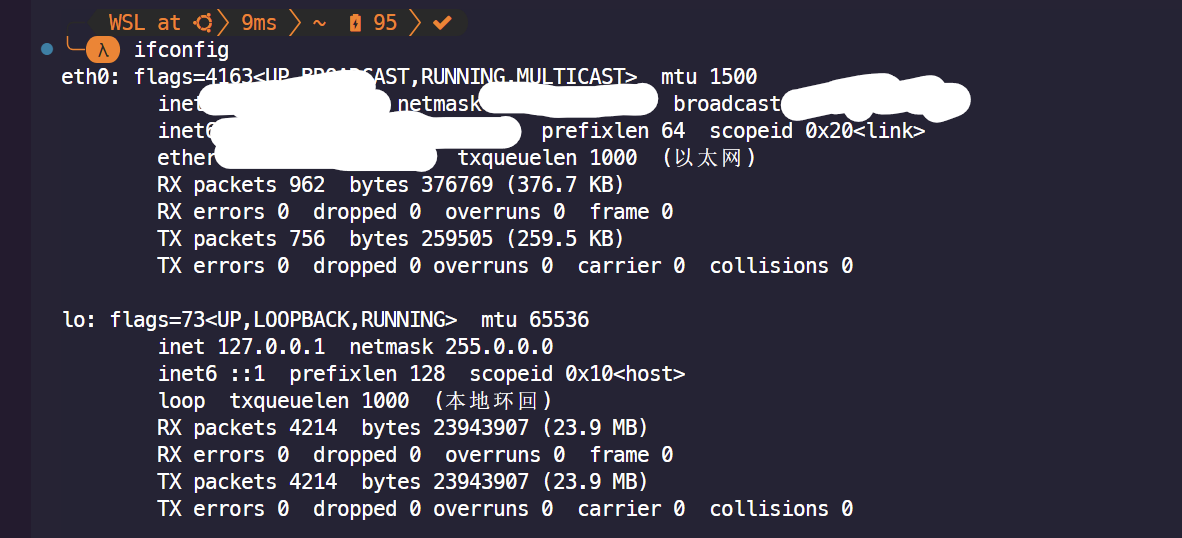 WSL at 9ms ~ 95
λ ifconfig
eth0: flags=4163<UP,BROADCAST,RUNNING,MULTICAST> mtu 1500
inet netmask broadcast
inet6 prefixlen 64 scopeid 0x20<link>
ether txqueuelen 1000 (以太网)
RX packets 962 bytes 376769 (376.7 KB)
RX errors 0 dropped 0 overruns 0 frame 0
TX packets 756 bytes 259505 (259.5 KB)
TX errors 0 dropped 0 overruns 0 carrier 0 collisions 0
lo: flags=73<UP,LOOPBACK,RUNNING> mtu 65536
inet 127.0.0.1 netmask 255.0.0.0
inet6 ::1 prefixlen 128 scopeid 0x10<host>
loop txqueuelen 1000 (本地环回)
RX packets 4214 bytes 23943907 (23.9 MB)
RX errors 0 dropped 0 overruns 0 frame 0
TX packets 4214 bytes 23943907 (23.9 MB)
TX errors 0 dropped 0 overruns 0 carrier 0 collisions 0